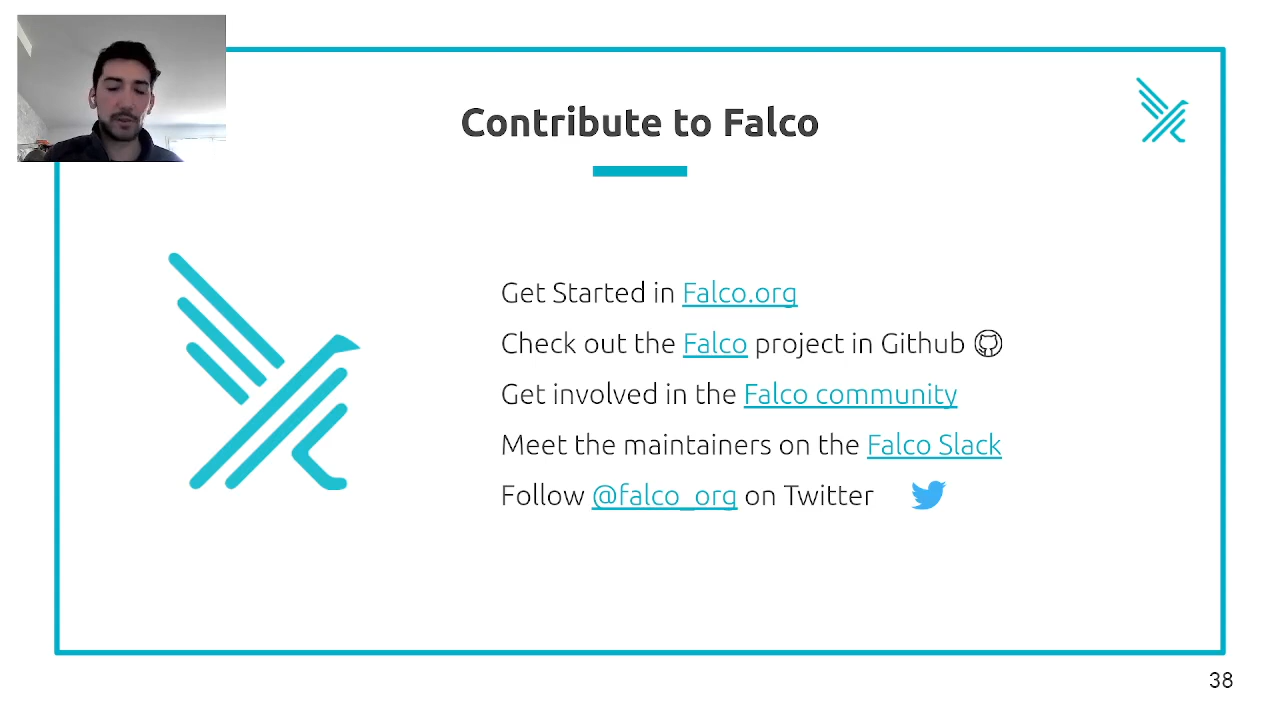 Contribute to Falco
Get Started in Falco.org
Check out the Falco project in Github
Get involved in the Falco community
Meet the maintainers on the Falco Slack
Follow @falco_org on Twitter
38